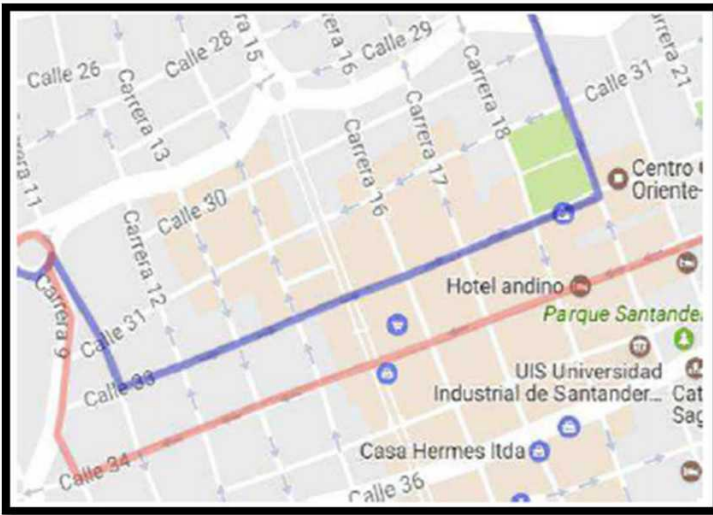 Calle 26
Calle 28
Carrera 15
Carrera 16
Calle 29
Carrera 21
Carrera 13
Carrera 18
Calle 31
Carrera 17
Carrera 16
Carrera 11
Centro
Oriente-
Calle 30
Carrera 12
Hotel andino
Carrera 9
Calle 31
Parque Santander
UIS Universidad
Industrial de Santander...
Cat
Sag
Calle 33
Casa Hermes ltda
Calle 34
Calle 36